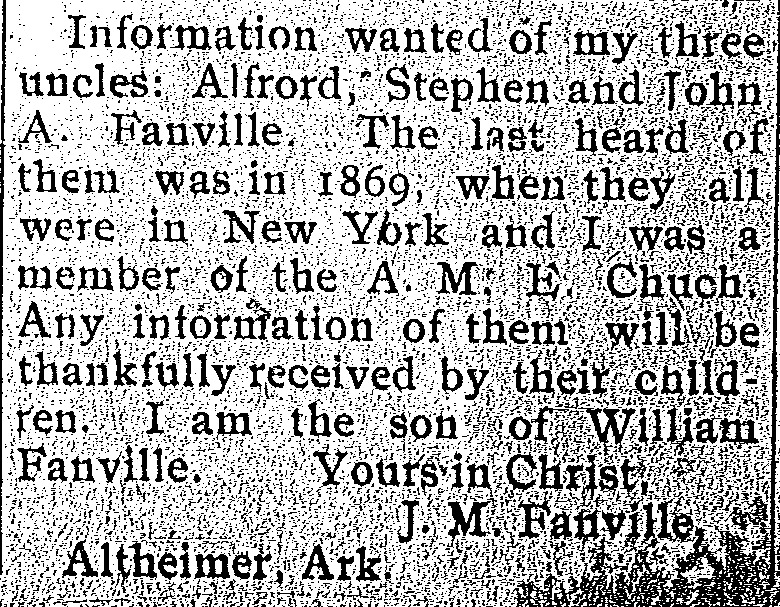 Information wanted of my three
uncles: Alfrord, Stephen and John
A. Fanville. The last heard of
them was in 1869, when they all
were in New York and I was a
member of the A. M. E. Chuch.
Any information of them will be
thankfully received by their child-
ren. I am the son of William
Fanville. Yours in Christ,
J. M. Fanville,
Altheimer, Ark.